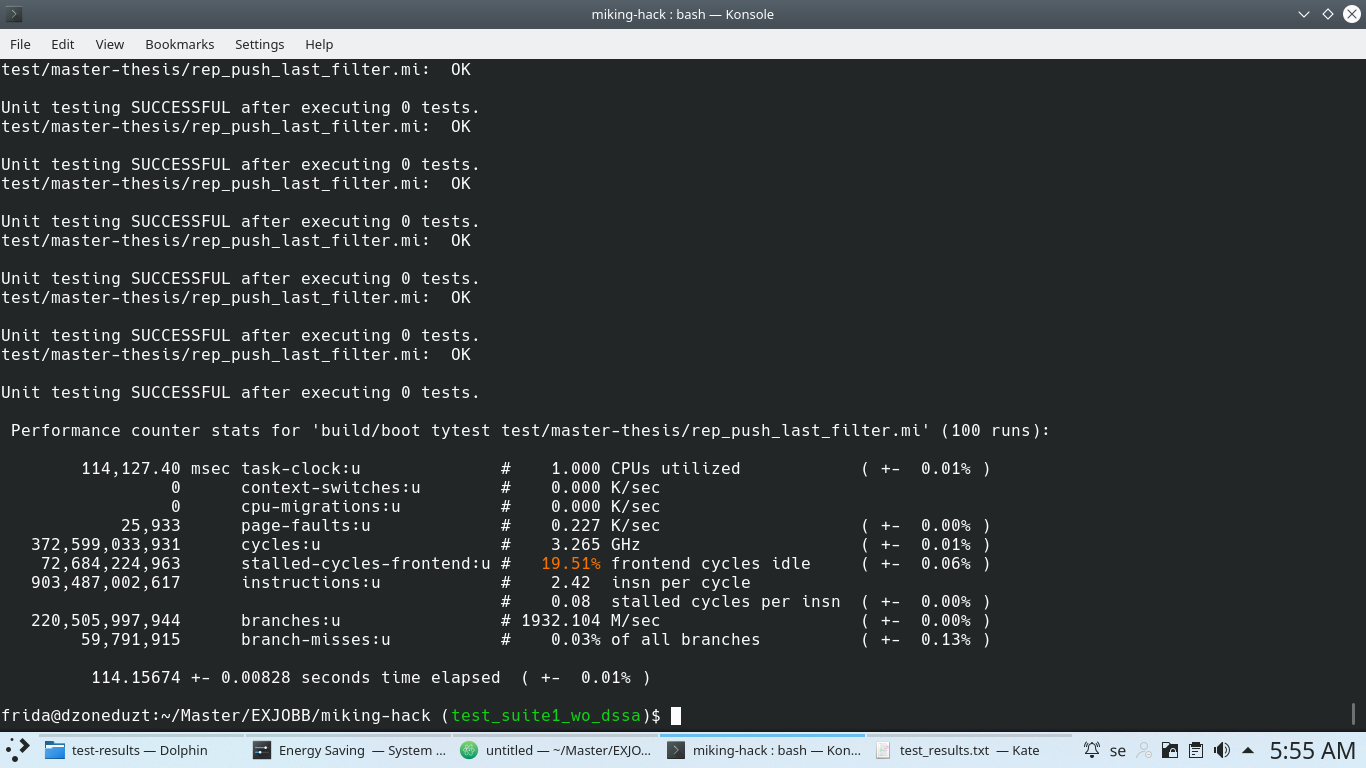 miking-hack : bash — Konsole
File Edit View Bookmarks Settings Help
test/master-thesis/rep_push_last_filter.mi:  OK
Unit testing SUCCESSFUL after executing 0 tests.
test/master-thesis/rep_push_last_filter.mi:  OK
Unit testing SUCCESSFUL after executing 0 tests.
test/master-thesis/rep_push_last_filter.mi:  OK
Unit testing SUCCESSFUL after executing 0 tests.
test/master-thesis/rep_push_last_filter.mi:  OK
Unit testing SUCCESSFUL after executing 0 tests.
test/master-thesis/rep_push_last_filter.mi:  OK
Unit testing SUCCESSFUL after executing 0 tests.
test/master-thesis/rep_push_last_filter.mi:  OK
Unit testing SUCCESSFUL after executing 0 tests.
Performance counter stats for 'build/boot tytest test/master-thesis/rep_push_last_filter.mi' (100 runs):
114,127.40 msec task-clock:u # 1.000 CPUs utilized ( +- 0.01% )
0 context-switches:u # 0.000 K/sec
0 cpu-migrations:u # 0.000 K/sec
25,933 page-faults:u # 0.227 K/sec ( +- 0.00% )
372,599,033,931 cycles:u # 3.265 GHz ( +- 0.01% )
72,684,224,963 stalled-cycles-frontend:u # 19.51% frontend cycles idle ( +- 0.06% )
903,487,002,617 instructions:u # 2.42 insn per cycle
# 0.08 stalled cycles per insn ( +- 0.00% )
220,505,997,944 branches:u # 1932.104 M/sec ( +- 0.00% )
59,791,915 branch-misses:u # 0.03% of all branches ( +- 0.13% )
114.15674 +- 0.00828 seconds time elapsed ( +- 0.01% )
frida@dzoneduzt:~/Master/EXJOBB/miking-hack (test_suite1_wo_dssa)$
test-results — Dolphin Energy Saving — System ... untitled — ~/Master/EXJO... miking-hack : bash — Kon... test_results.txt — Kate se 5:55 AM